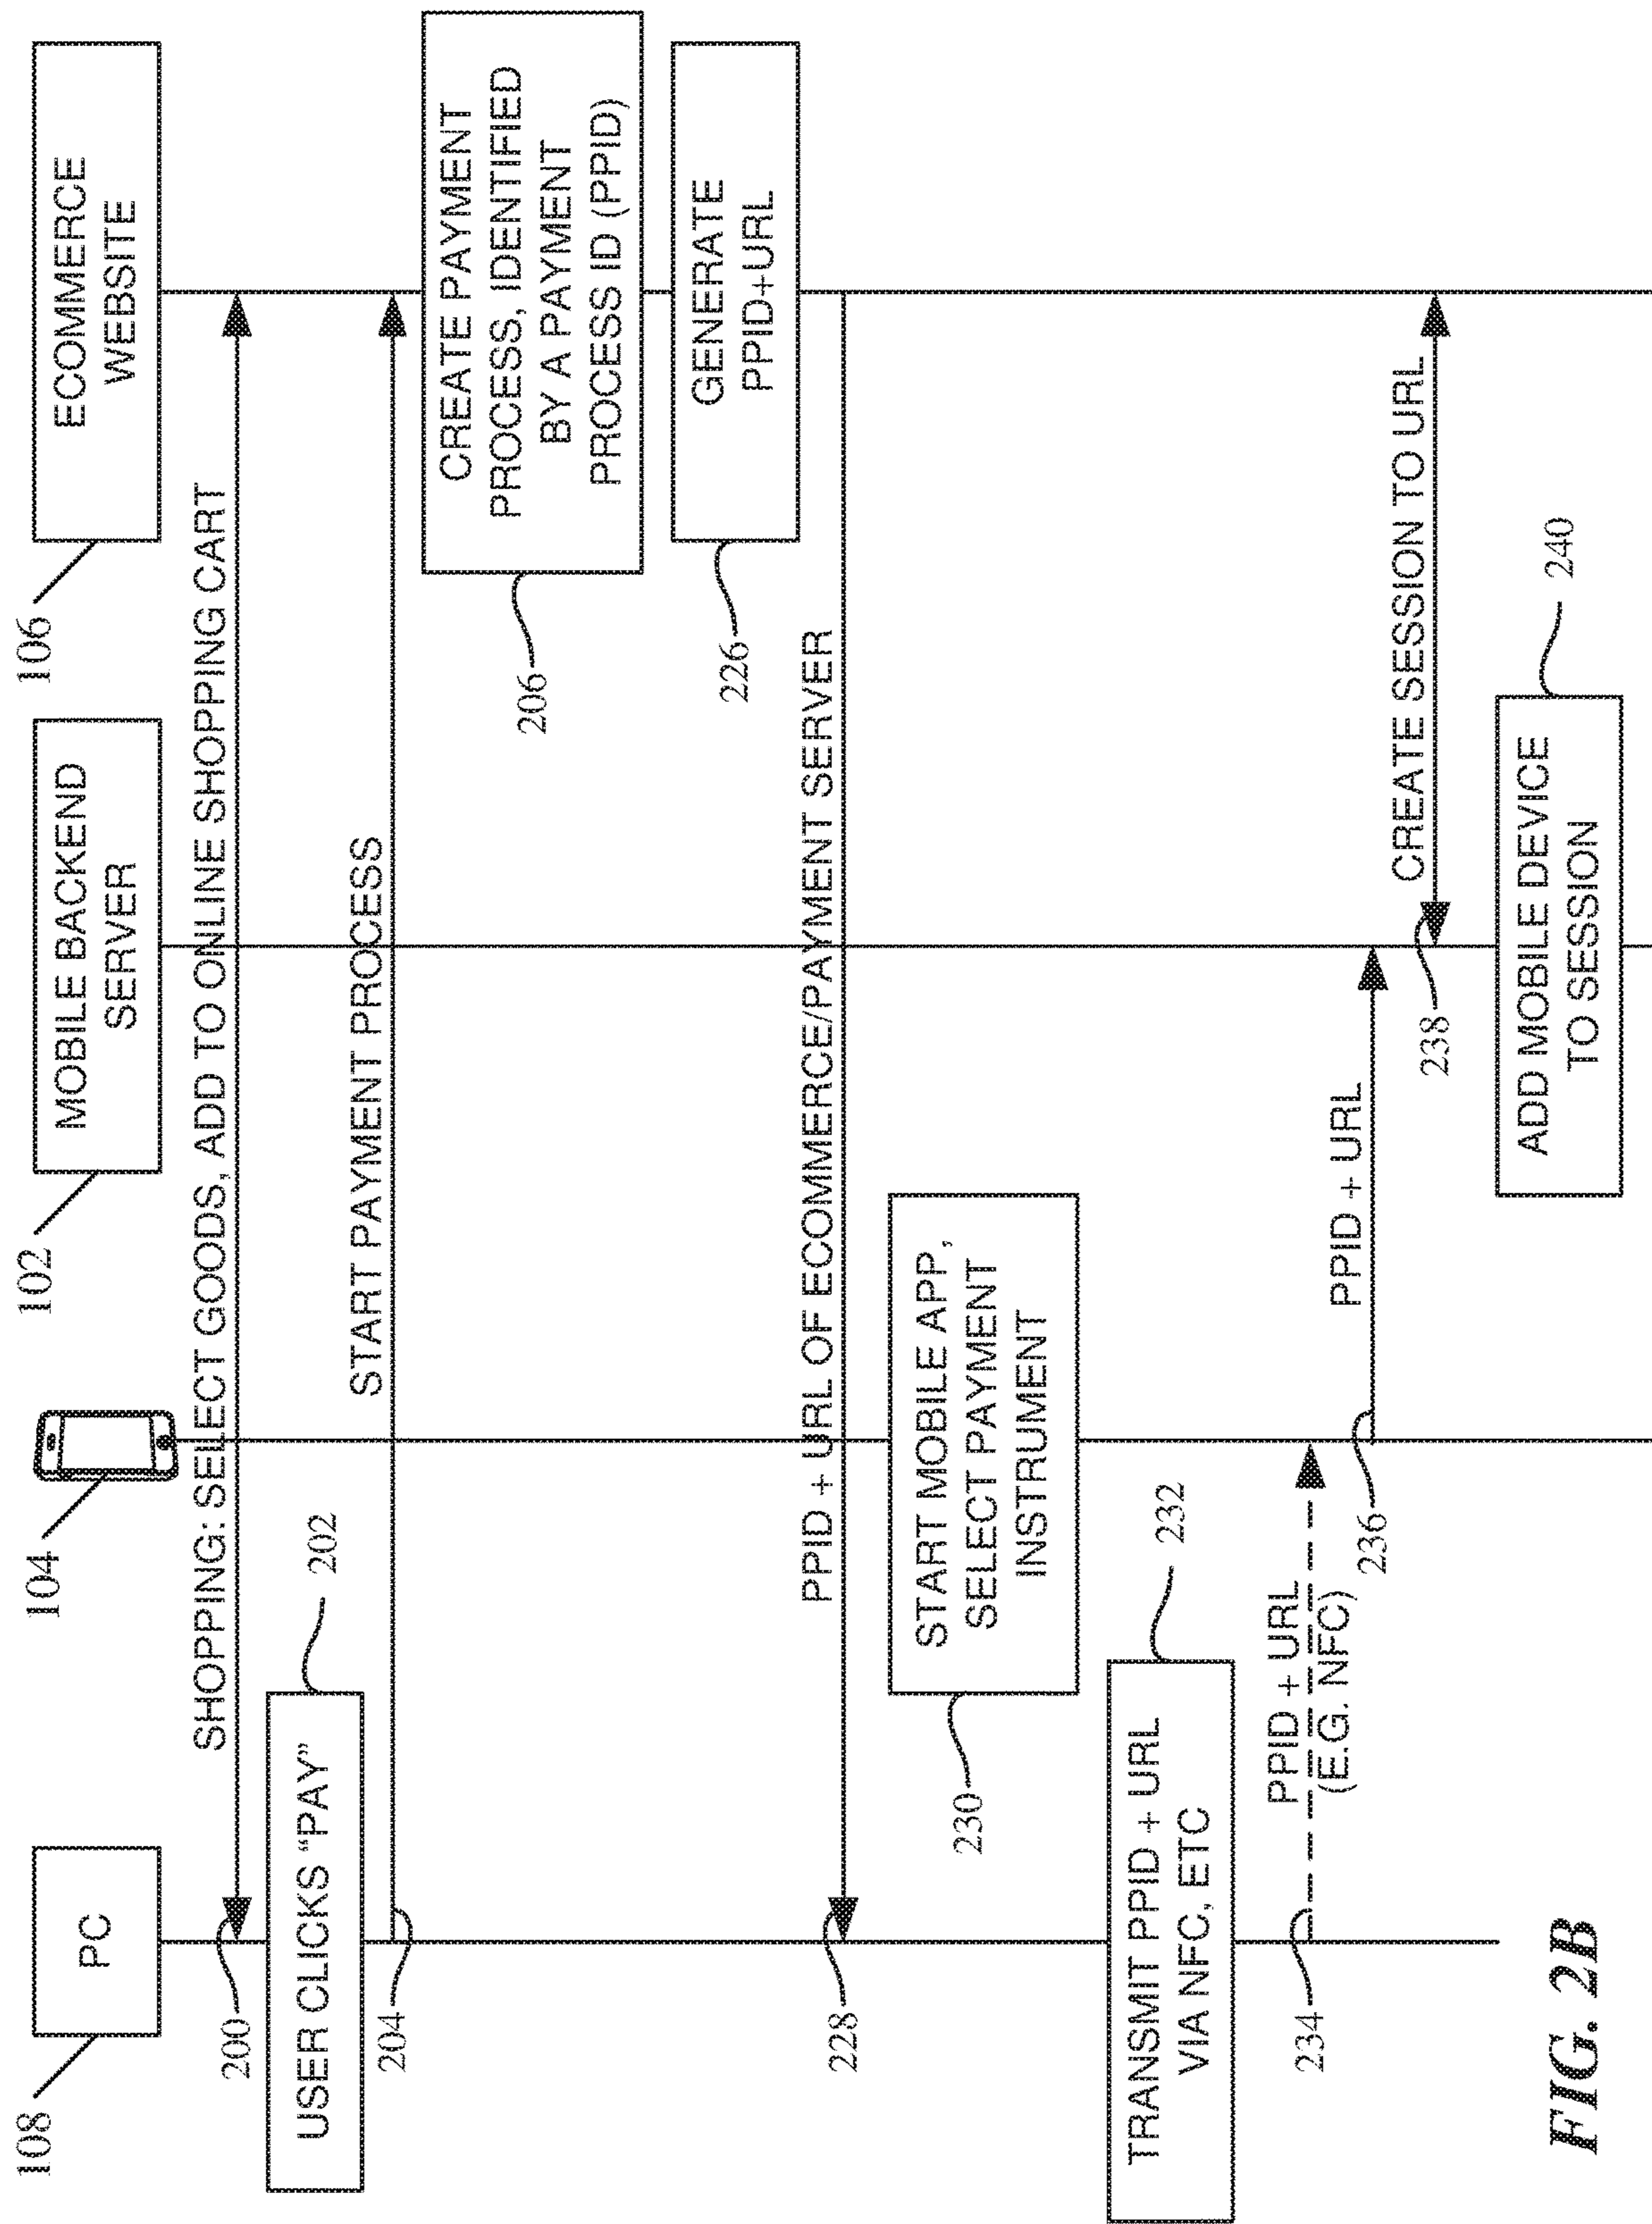 108
PC
104
102
MOBILE BACKEND
SERVER
106
ECOMMERCE
WEBSITE
SHOPPING: SELECT GOODS, ADD TO ONLINE SHOPPING CART
200
USER CLICKS “PAY”
202
START PAYMENT PROCESS
204
CREATE PAYMENT
PROCESS, IDENTIFIED
BY A PAYMENT
PROCESS ID (PPID)
206
GENERATE
PPID+URL
226
PPID + URL OF ECOMMERCE/PAYMENT SERVER
228
START MOBILE APP,
SELECT PAYMENT
INSTRUMENT
230
TRANSMIT PPID + URL
VIA NFC, ETC
232
PPID + URL
(E.G. NFC)
234
PPID + URL
236
CREATE SESSION TO URL
238
ADD MOBILE DEVICE
TO SESSION
240
FIG. 2B